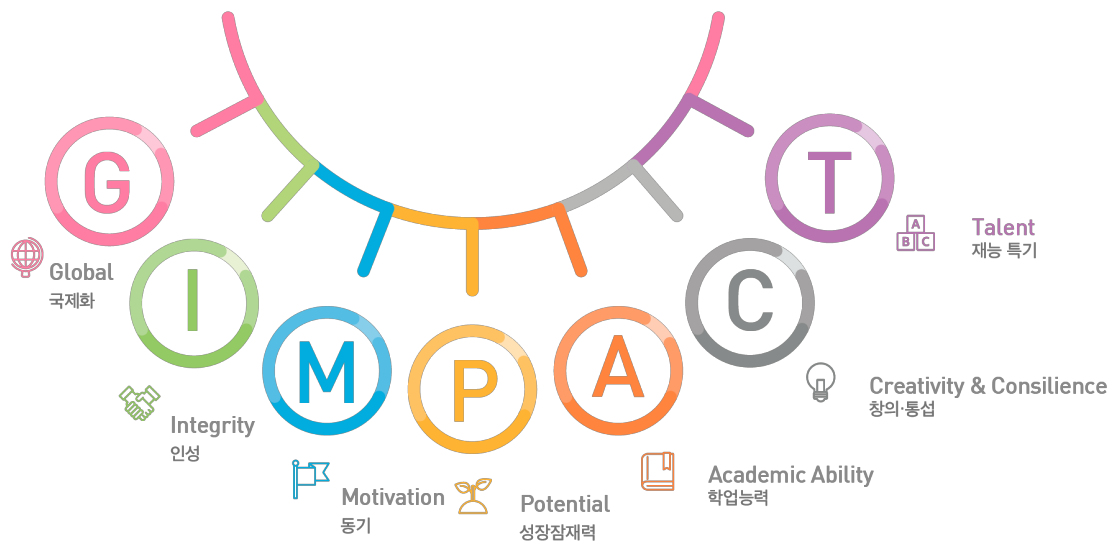 G
Global
국제화
I
Integrity
인성
M
Motivation
동기
P
Potential
성장잠재력
A
Academic Ability
학업능력
C
Creativity & Consilience
창의·통섭
T
A
B C
Talent
재능 특기